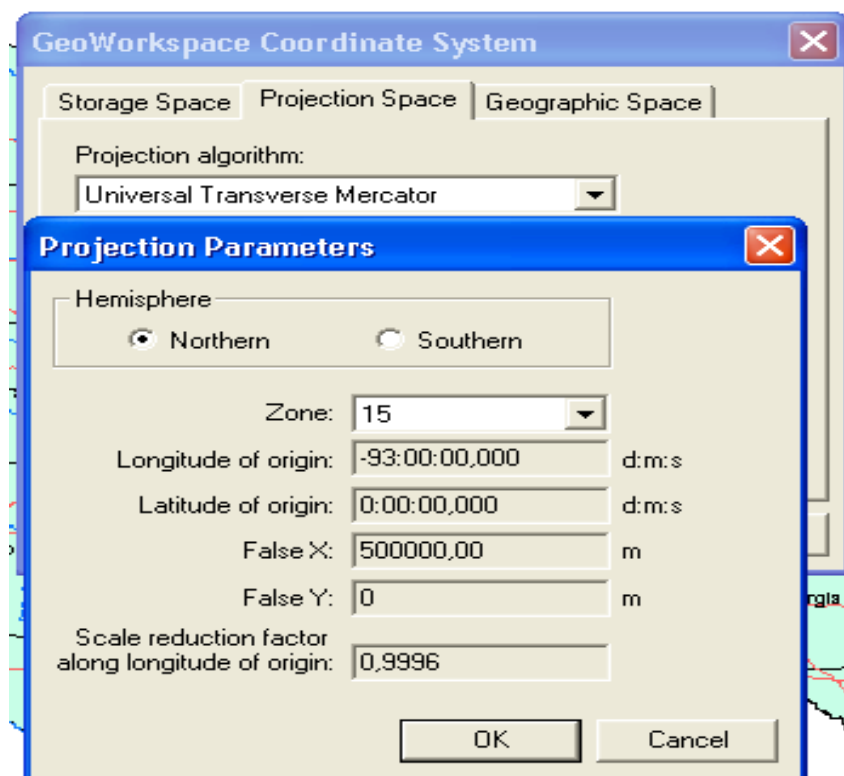 GeoWorkspace Coordinate System
Storage Space Projection Space Geographic Space
Projection algorithm:
Universal Transverse Mercator
Projection Parameters
Hemisphere
Northern Southern
Zone: 15
Longitude of origin: -93:00:00,000 d:m:s
Latitude of origin: 0:00:00,000 d:m:s
False X: 500000,00 m
False Y: 0 m
Scale reduction factor
along longitude of origin: 0,9996
OK Cancel